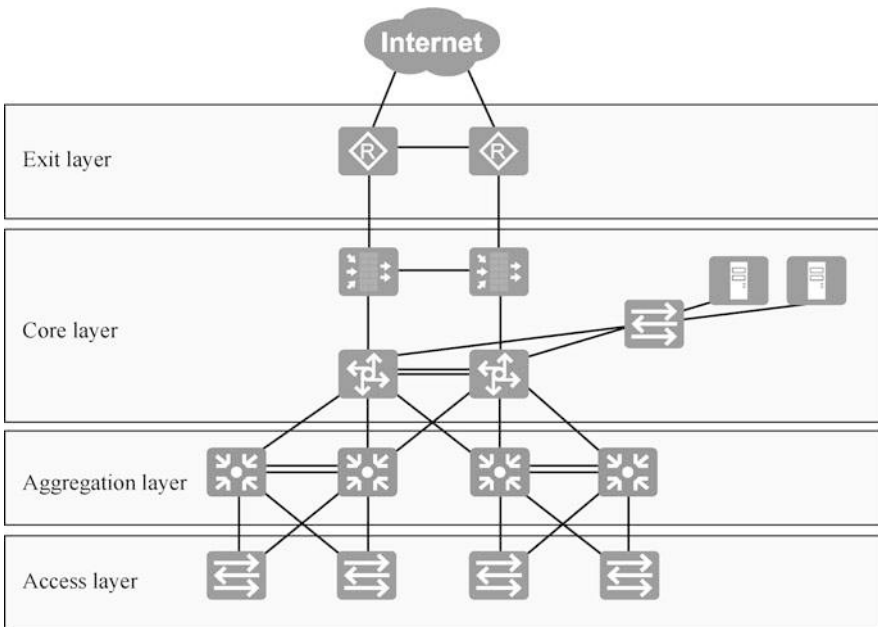 Internet
Exit layer
R
R
Core layer
Aggregation layer
Access layer